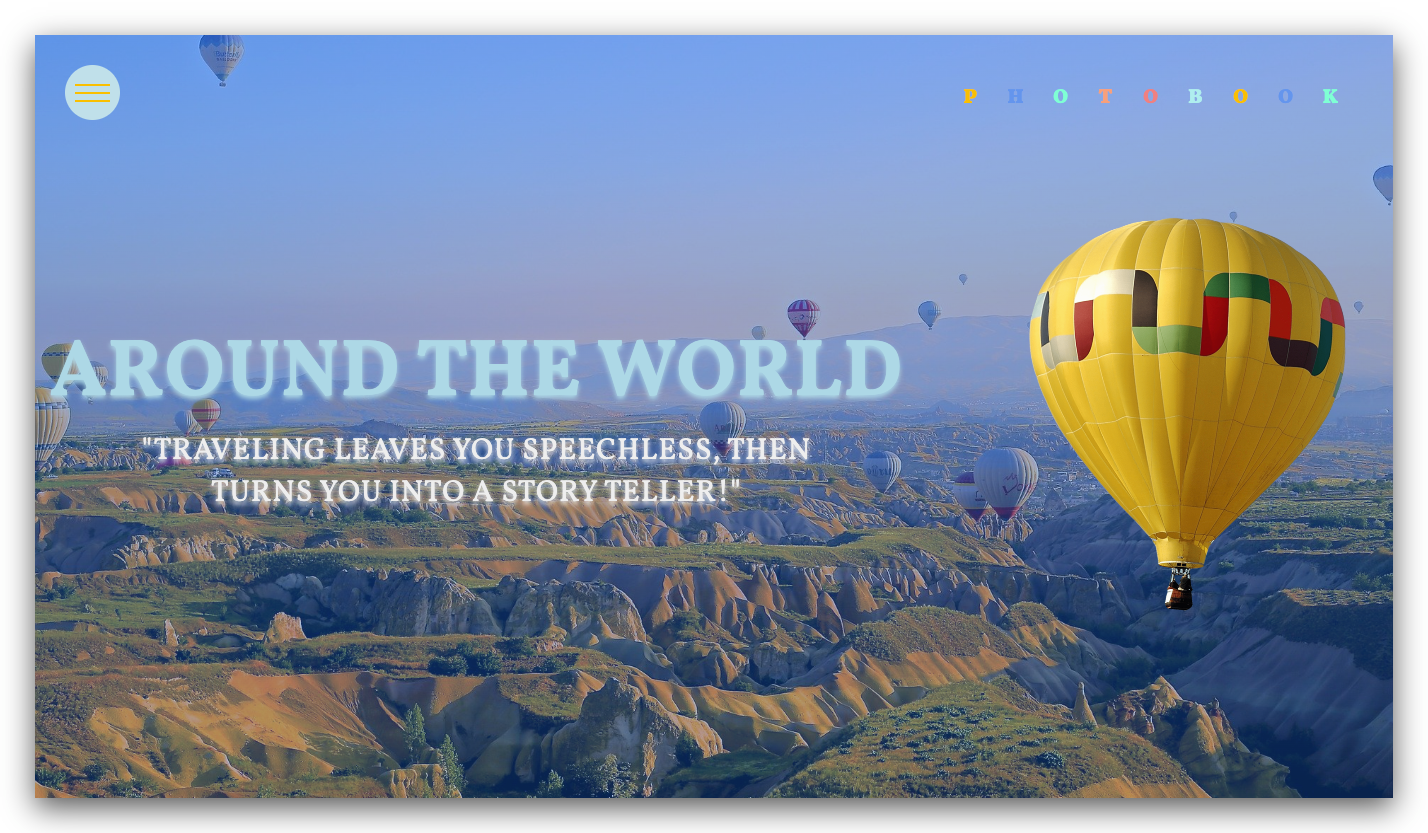 P H O T O B O O K
AROUND THE WORLD
"TRAVELING LEAVES YOU SPEECHLESS, THEN
TURNS YOU INTO A STORY TELLER!"